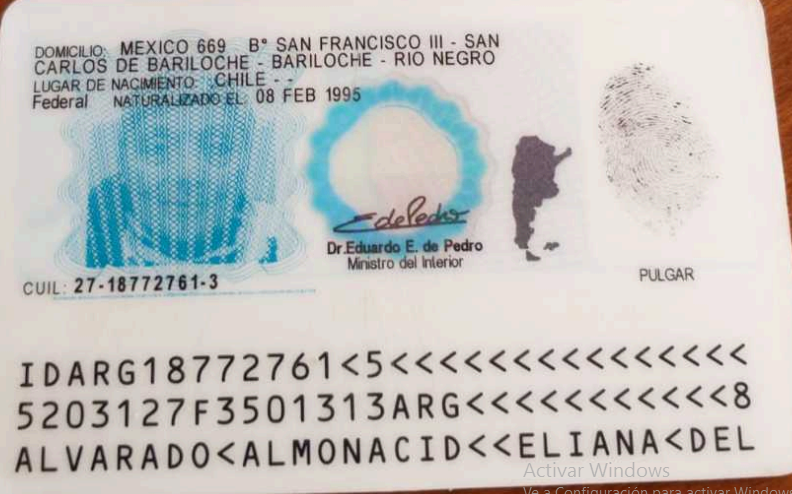 DOMICILIO: MEXICO 669 B° SAN FRANCISCO III - SAN
CARLOS DE BARILOCHE - BARILOCHE - RIO NEGRO
LUGAR DE NACIMIENTO: CHILE - -
Federal NATURALIZADO EL: 08 FEB 1995
EdePedro
Dr.Eduardo E. de Pedro
Ministro del Interior
PULGAR
CUIL: 27-18772761-3
IDARG18772761<5<<<<<<<<<<<<<<<
5203127F3501313ARG<<<<<<<<<<<8
ALVARADO<ALMONACID<<ELIANA<DEL
Activar Windows
Ve a Configuración para activar Windows